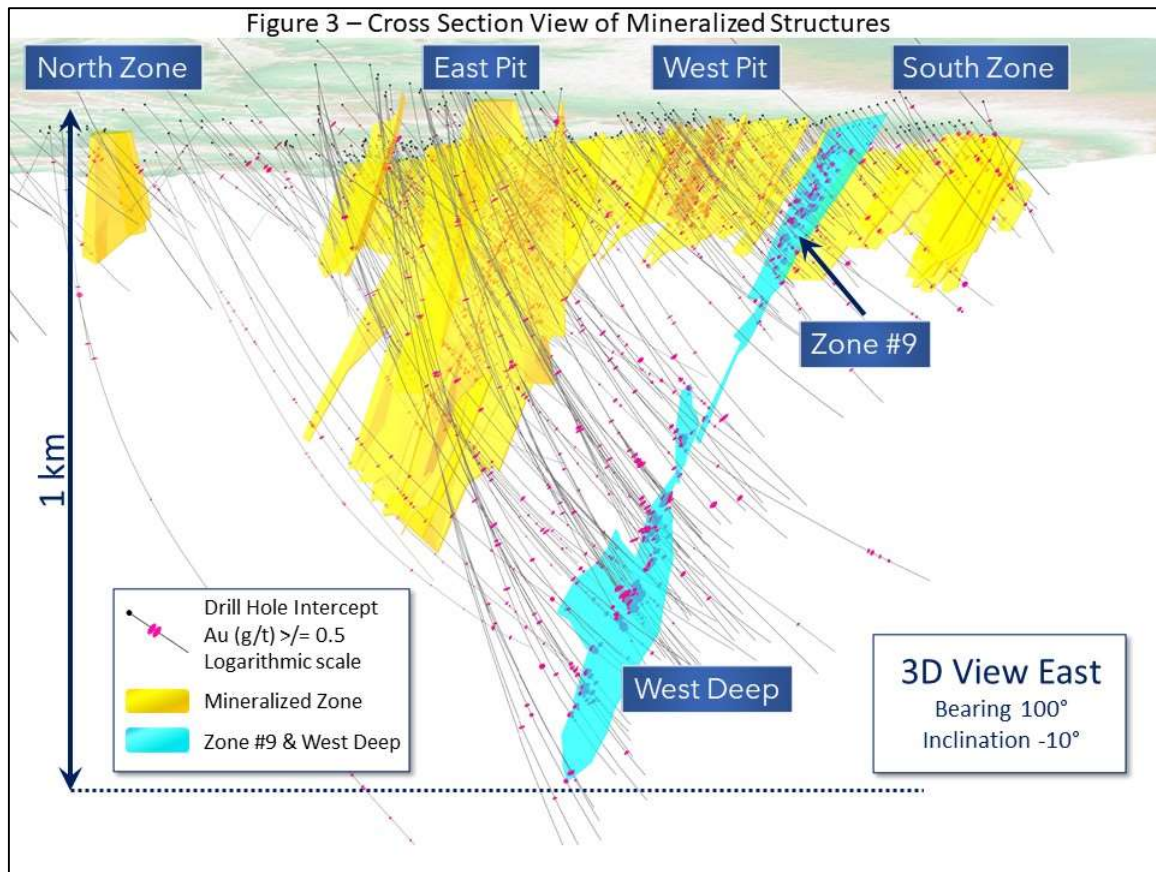 Figure 3 – Cross Section View of Mineralized Structures
North Zone
East Pit
West Pit
South Zone
Zone #9
1 km
West Deep
Drill Hole Intercept
Au (g/t) >/= 0.5
Logarithmic scale
Mineralized Zone
Zone #9 & West Deep
3D View East
Bearing 100°
Inclination -10°